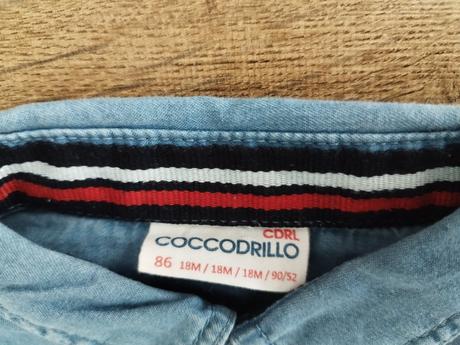 CDRL
COCCODRILLO
86 18M / 18M / 18M / 90/52